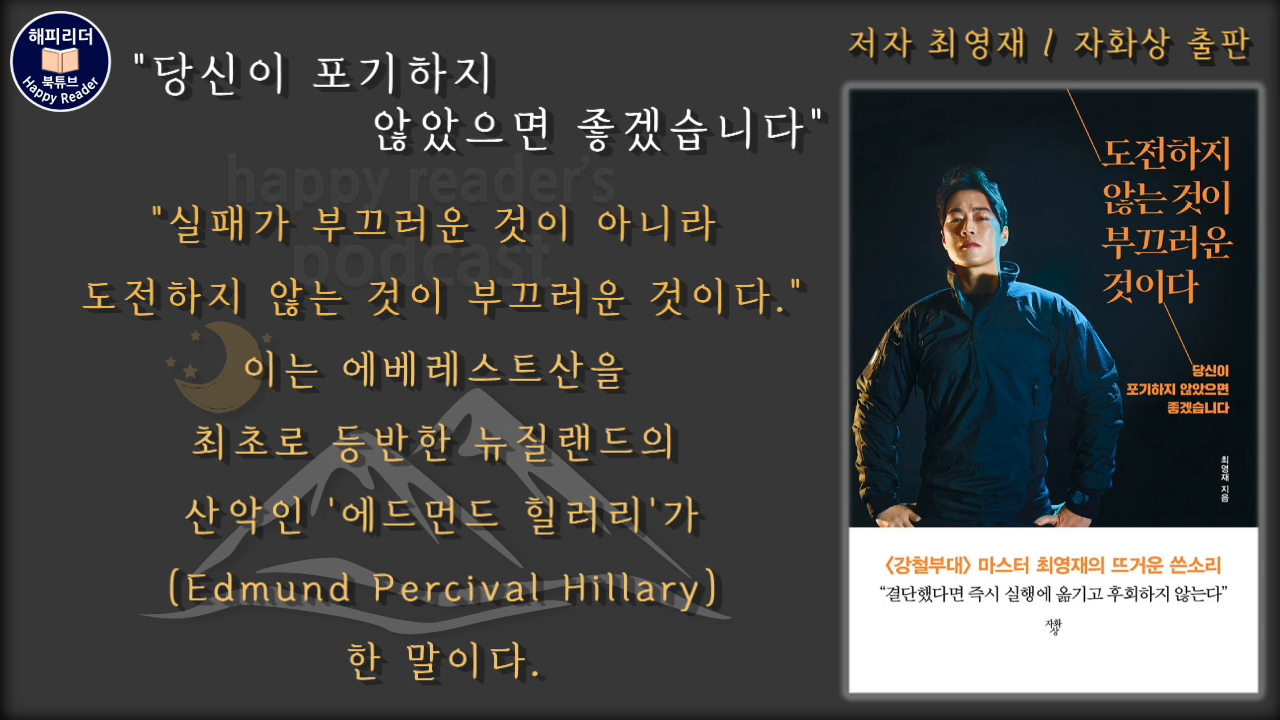 해피리더
북튜브
Happy Reader
"당신이 포기하지
않았으면 좋겠습니다"
happy reader's
podcast
"실패가 부끄러운 것이 아니라
도전하지 않는 것이 부끄러운 것이다."
이는 에베레스트산을
최초로 등반한 뉴질랜드의
산악인 '에드먼드 힐러리'가
(Edmund Percival Hillary)
한 말이다.
저자 최영재 / 자화상 출판
도전하지
않는 것이
부끄러운
것이다
당신이
포기하지 않았으면
좋겠습니다
최영재 지음
<강철부대> 마스터 최영재의 뜨거운 쓴소리
“결단했다면 즉시 실행에 옮기고 후회하지 않는다”
자화
상